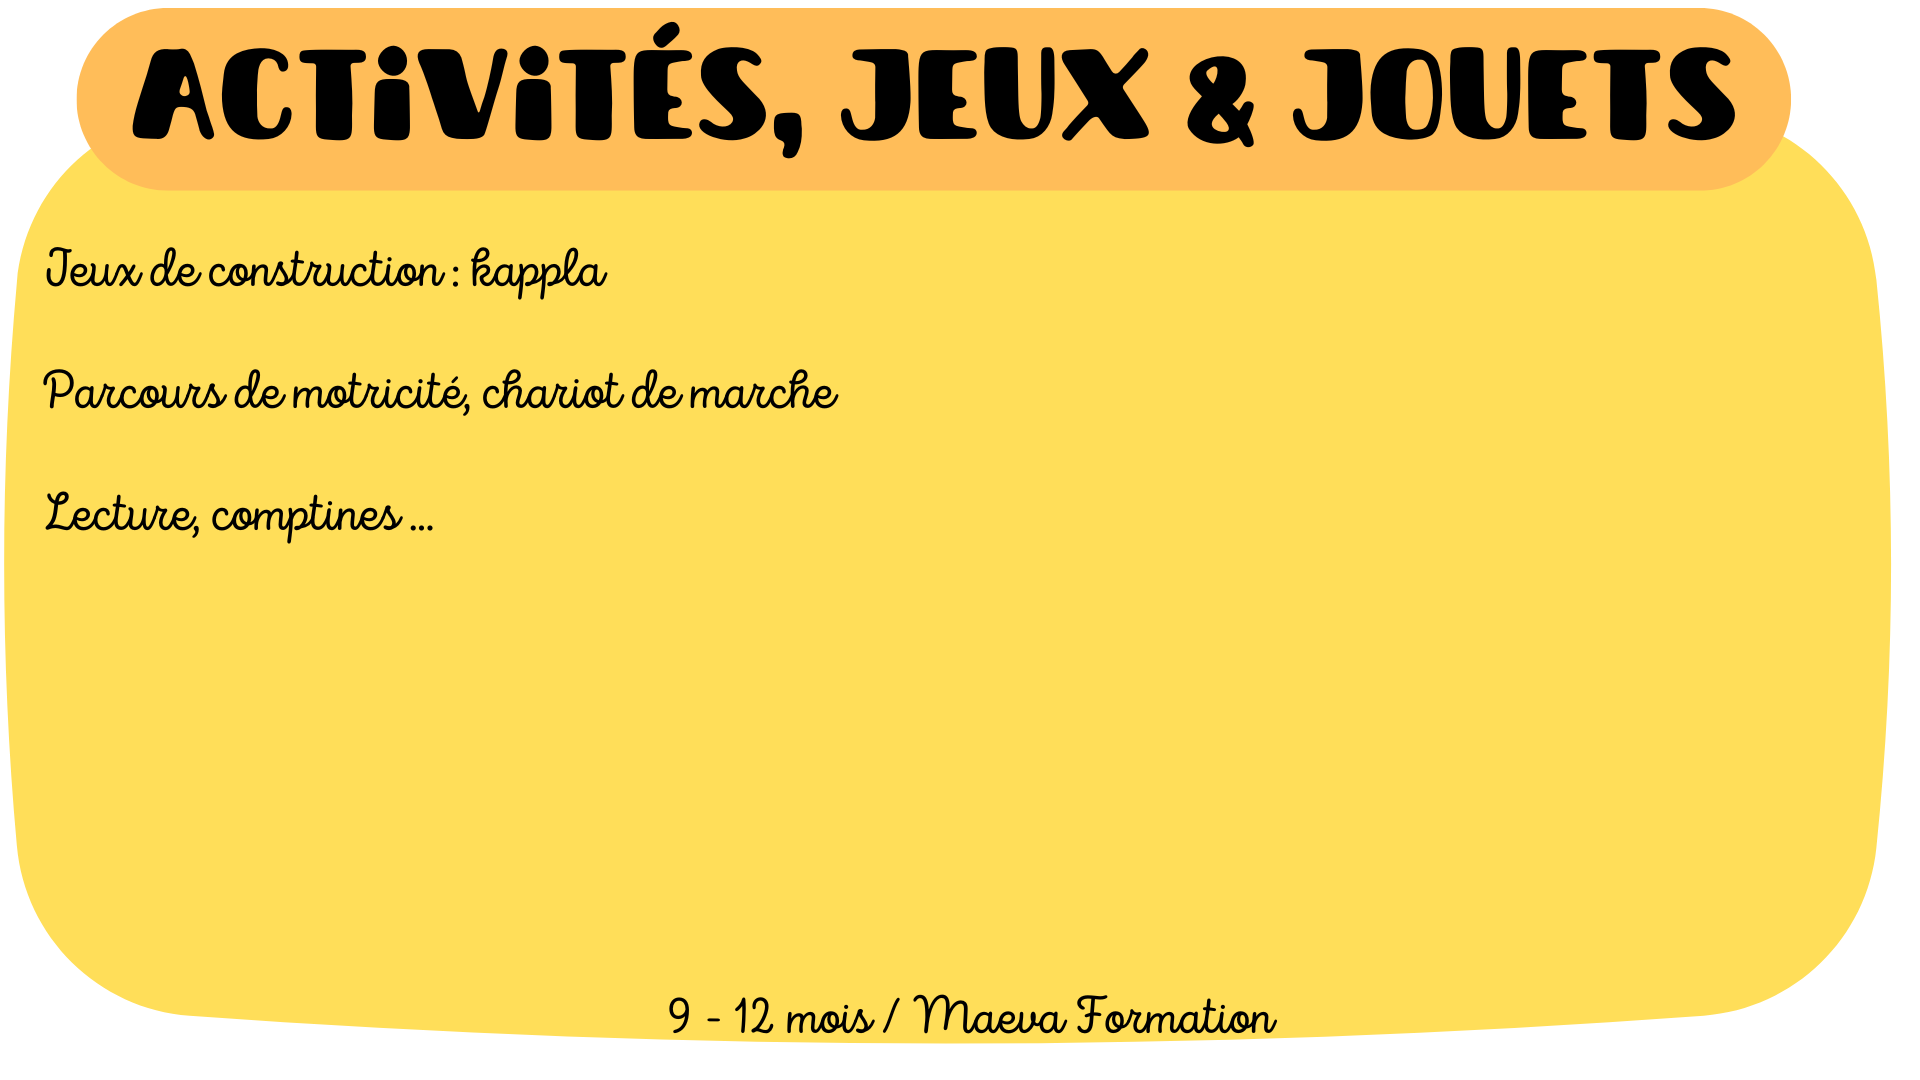 ACTiViTÉS, JEUX & JOUETS
Jeux de construction : kappla
Parcours de motricité, chariot de marche
Lecture, comptines ...
9 - 12 mois / Maeva Formation